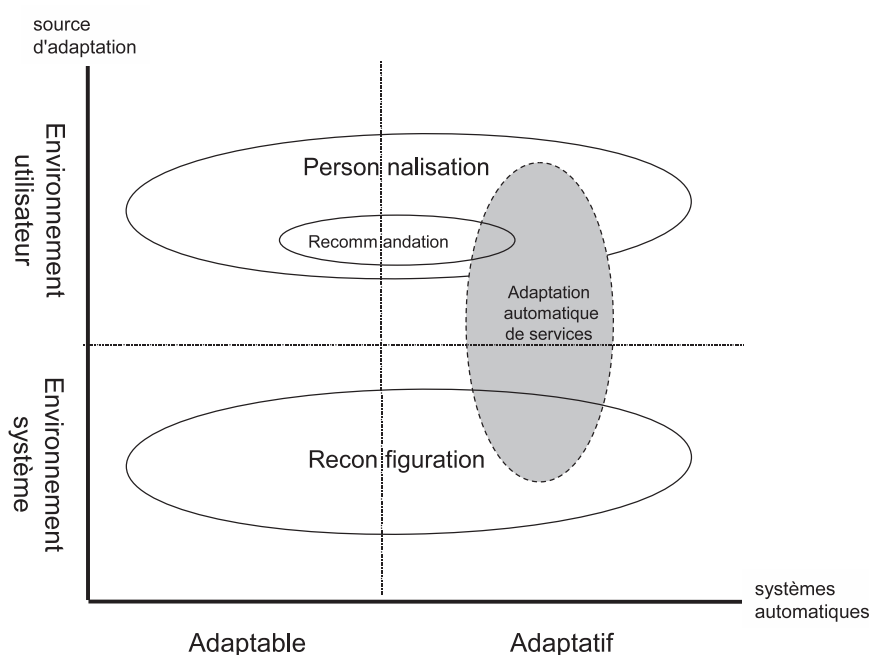 source
d'adaptation
Environnement
utilisateur
Person nalisation
Recomm andation
Adaptation
automatique
de services
Environnement
système
Recon figuration
systèmes
automatiques
Adaptable
Adaptatif